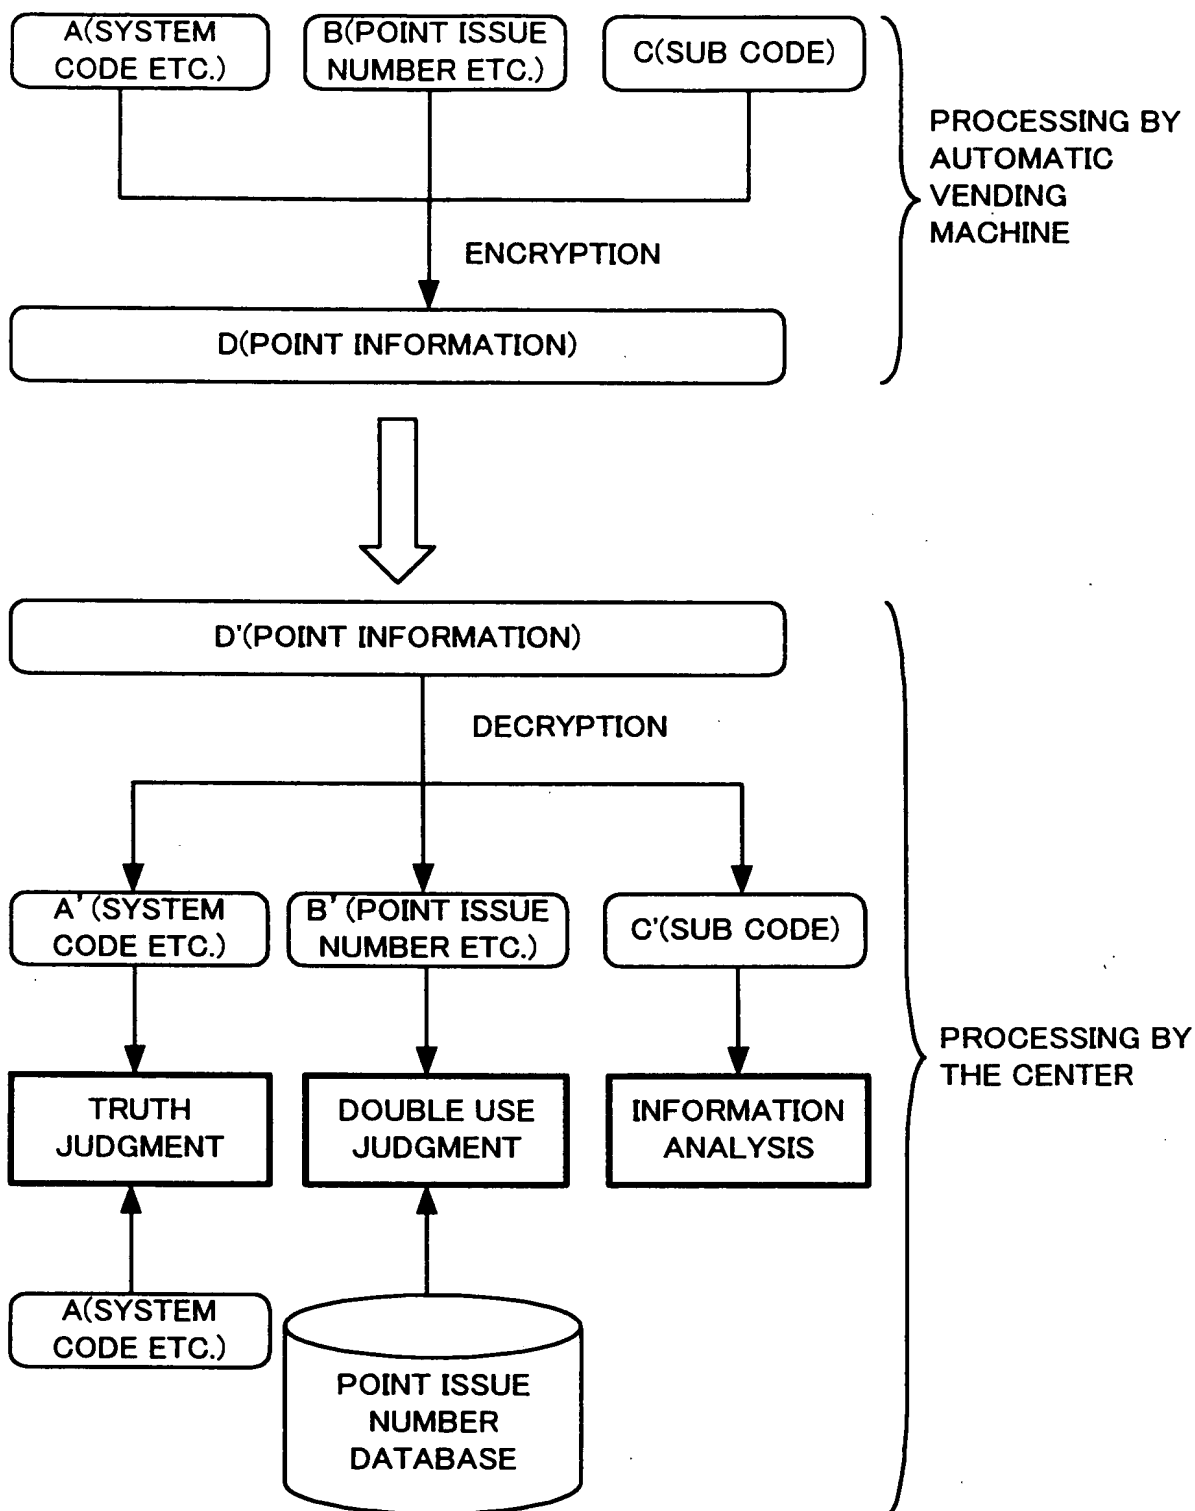 A(SYSTEM
CODE ETC.)
B(POINT ISSUE
NUMBER ETC.)
C(SUB CODE)
PROCESSING BY
AUTOMATIC
VENDING
MACHINE
ENCRYPTION
D(POINT INFORMATION)
D'(POINT INFORMATION)
DECRYPTION
A'(SYSTEM
CODE ETC.)
B'(POINT ISSUE
NUMBER ETC.)
C'(SUB CODE)
PROCESSING BY
THE CENTER
TRUTH
JUDGMENT
DOUBLE USE
JUDGMENT
INFORMATION
ANALYSIS
A(SYSTEM
CODE ETC.)
POINT ISSUE
NUMBER
DATABASE